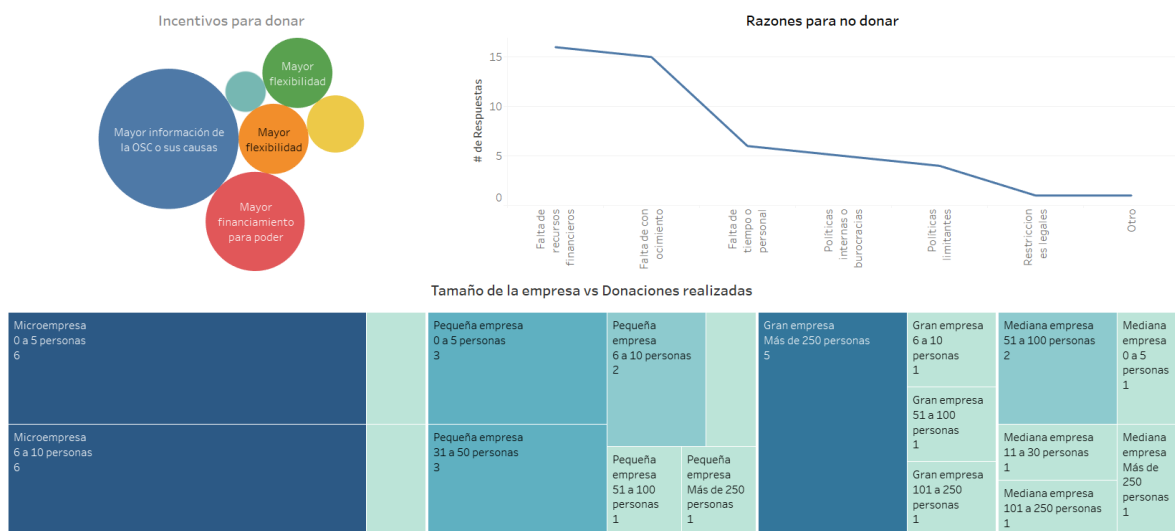 Incentivos para donar
Mayor
flexibilidad
Mayor información de
la OSC o sus causas
Mayor
flexibilidad
Mayor
financiamiento
para poder
Razones para no donar
# de Respuestas
15
10
5
0
Falta de
recursos
financieros
Falta de con
ocimiento
Falta de
tiempo o
personal
Políticas
internas o
burocracias
Políticas
limitantes
Restriccion
es legales
Otro
Tamaño de la empresa vs Donaciones realizadas
Microempresa
0 a 5 personas
6
Microempresa
6 a 10 personas
6
Pequeña empresa
0 a 5 personas
3
Pequeña empresa
31 a 50 personas
3
Pequeña
empresa
6 a 10 personas
2
Pequeña
empresa
51 a 100
personas
1
Pequeña
empresa
Más de 250
personas
1
Gran empresa
Más de 250 personas
5
Gran empresa
6 a 10
personas
1
Gran empresa
51 a 100
personas
1
Gran empresa
101 a 250
personas
1
Mediana empresa
51 a 100 personas
2
Mediana empresa
11 a 30 personas
1
Mediana empresa
101 a 250 personas
1
Mediana
empresa
0 a 5
personas
1
Mediana
empresa
Más de
250
personas
1